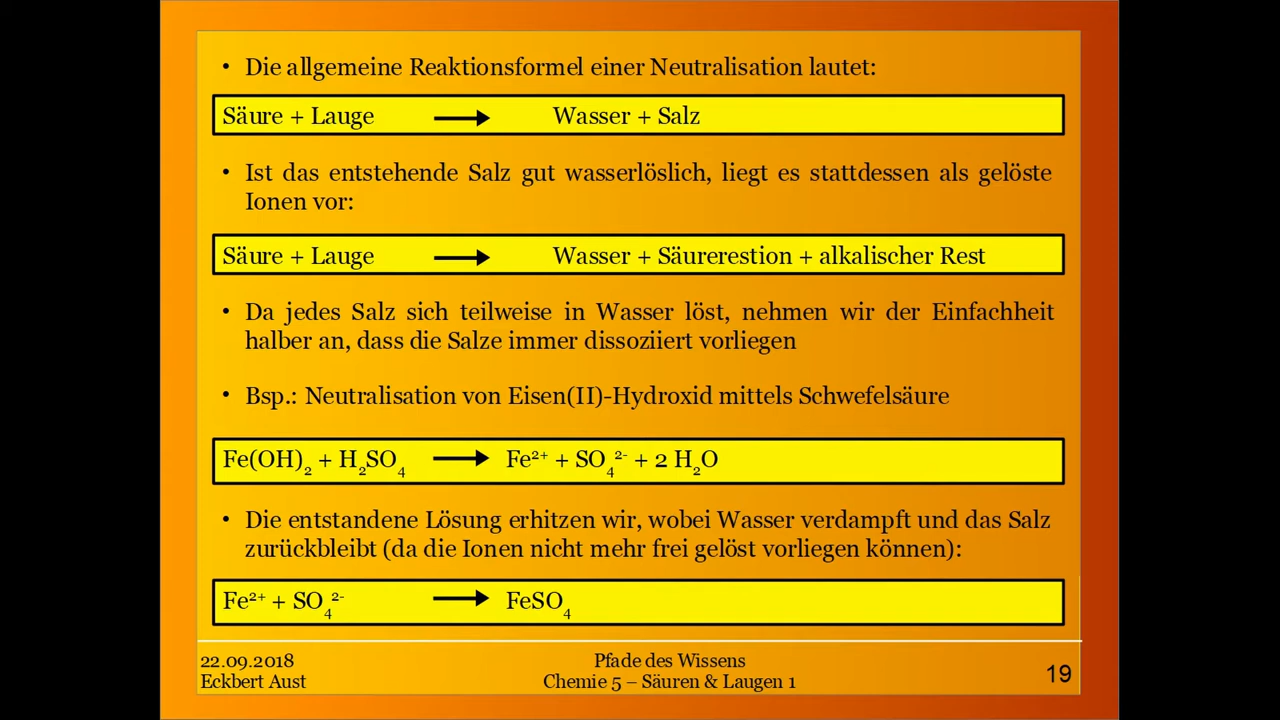 • Die allgemeine Reaktionsformel einer Neutralisation lautet:
Säure + Lauge ⟶ Wasser + Salz
• Ist das entstehende Salz gut wasserlöslich, liegt es stattdessen als gelöste
Ionen vor:
Säure + Lauge ⟶ Wasser + Säurerestion + alkalischer Rest
• Da jedes Salz sich teilweise in Wasser löst, nehmen wir der Einfachheit
halber an, dass die Salze immer dissoziiert vorliegen
• Bsp.: Neutralisation von Eisen(II)-Hydroxid mittels Schwefelsäure
Fe(OH)₂ + H₂SO₄ ⟶ Fe²⁺ + SO₄²⁻ + 2 H₂O
• Die entstandene Lösung erhitzen wir, wobei Wasser verdampft und das Salz
zurückbleibt (da die Ionen nicht mehr frei gelöst vorliegen können):
Fe²⁺ + SO₄²⁻ ⟶ FeSO₄
22.09.2018
Eckbert Aust
Pfade des Wissens
Chemie 5 – Säuren & Laugen 1
19